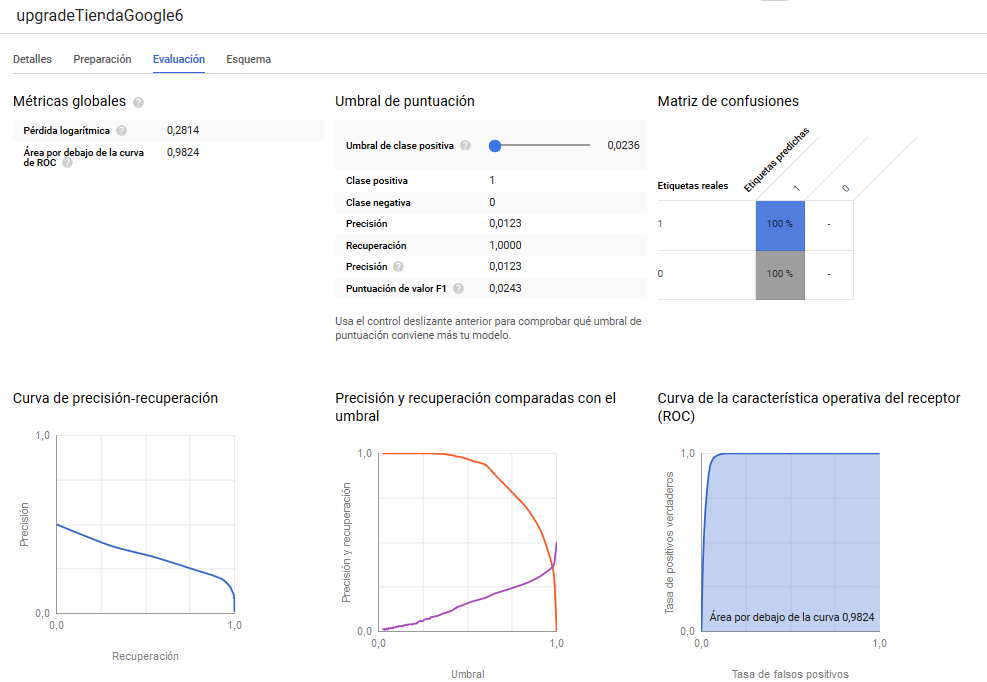 upgradeTiendaGoogle6
Detalles Preparación Evaluación Esquema
Métricas globales ?
Pérdida logarítmica ? 0,2814
Área por debajo de la curva
de ROC ? 0,9824
Umbral de puntuación
Umbral de clase positiva ? 0,0236
Clase positiva 1
Clase negativa 0
Precisión 0,0123
Recuperación 1,0000
Precisión ? 0,0123
Puntuación de valor F1 ? 0,0243
Usa el control deslizante anterior para comprobar qué umbral de
puntuación conviene más tu modelo.
Matriz de confusiones
Etiquetas predichas
Etiquetas reales 1 0
1 100 % -
0 100 % -
Curva de precisión-recuperación
1,0
Precisión
0,0
0,0 1,0
Recuperación
Precisión y recuperación comparadas con el
umbral
1,0
Precisión y recuperación
0,0
0,0 1,0
Umbral
Curva de la característica operativa del receptor
(ROC)
1,0
Tasa de positivos verdaderos
Área por debajo de la curva 0,9824
0,0
0,0 1,0
Tasa de falsos positivos